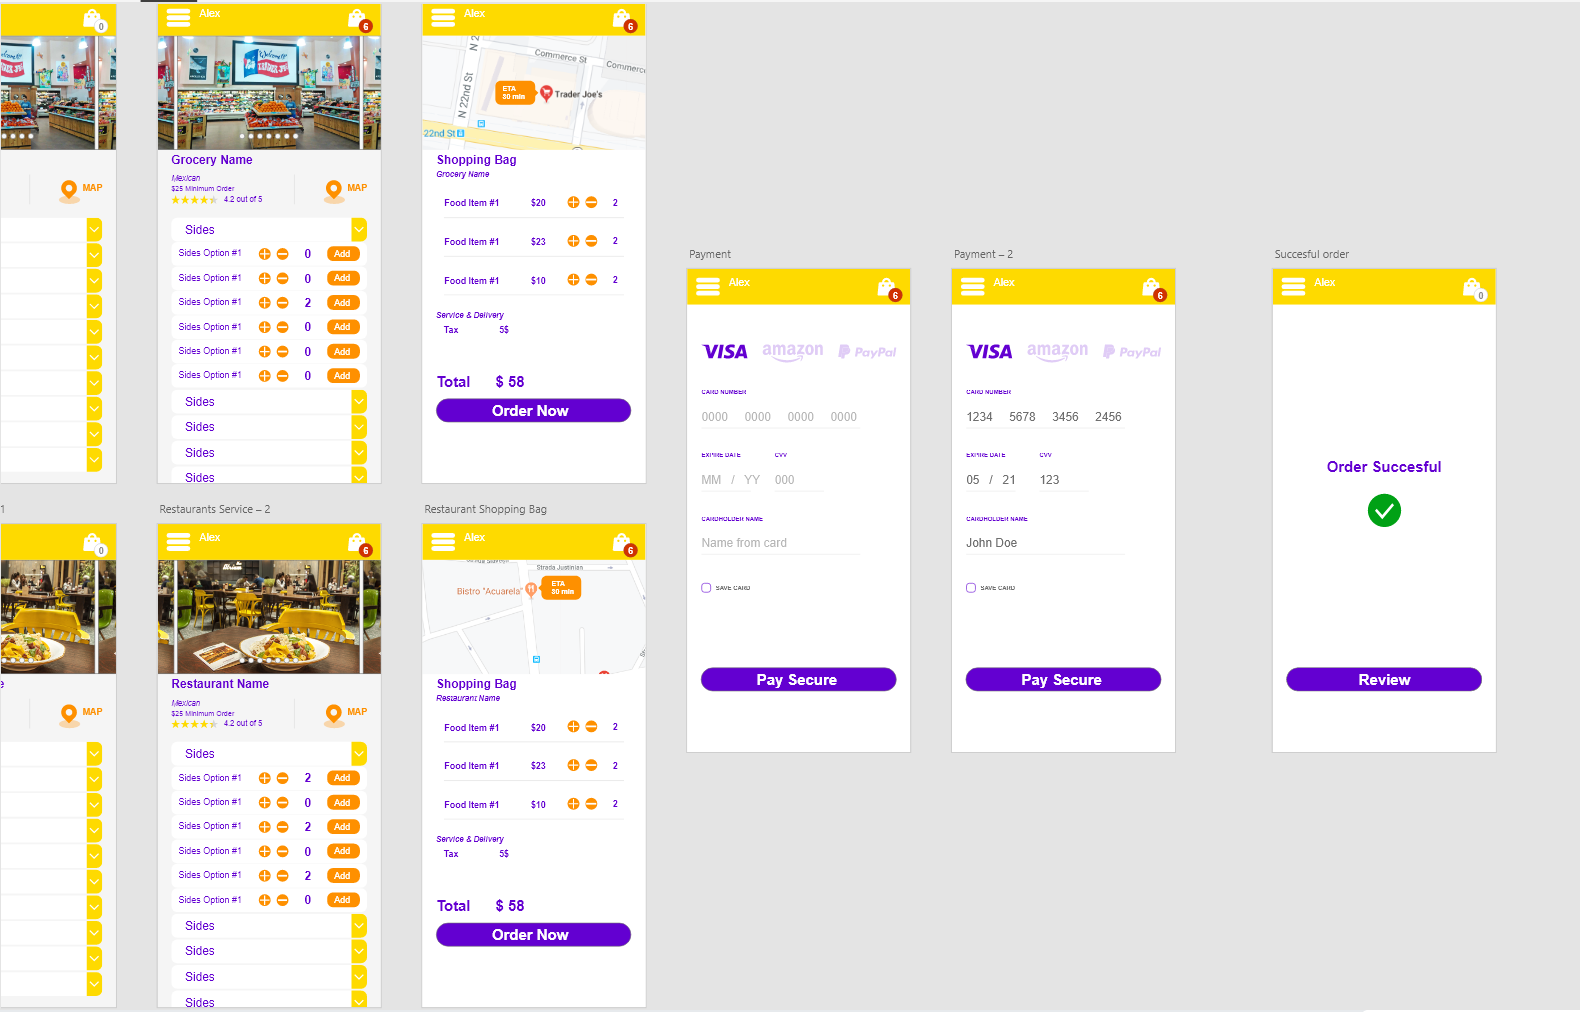 0
Alex
6
Welcome!!
MAP
Grocery Name
Mexican
$25 Minimum Order
4.2 out of 5
MAP
Sides
Sides Option #1 0 Add
Sides Option #1 0 Add
Sides Option #1 2 Add
Sides Option #1 0 Add
Sides Option #1 0 Add
Sides Option #1 0 Add
Sides
Sides
Sides
Sides
Alex
6
N 22nd St
N 2
Commerce St
Commerc
ETA
30 min
Trader Joe's
22nd St
Shopping Bag
Grocery Name
Food Item #1 $20 2
Food Item #1 $23 2
Food Item #1 $10 2
Service & Delivery
Tax 5$
Total $ 58
Order Now
Payment
Alex
6
VISA amazon PayPal
CARD NUMBER
0000 0000 0000 0000
EXPIRE DATE CVV
MM / YY 000
CARDHOLDER NAME
Name from card
SAVE CARD
Pay Secure
Payment – 2
Alex
6
VISA amazon PayPal
CARD NUMBER
1234 5678 3456 2456
EXPIRE DATE CVV
05 / 21 123
CARDHOLDER NAME
John Doe
SAVE CARD
Pay Secure
Succesful order
Alex
0
Order Succesful
Review
1
0
e
MAP
Restaurants Service – 2
Alex
6
Restaurant Name
Mexican
$25 Minimum Order
4.2 out of 5
MAP
Sides
Sides Option #1 2 Add
Sides Option #1 0 Add
Sides Option #1 2 Add
Sides Option #1 0 Add
Sides Option #1 2 Add
Sides Option #1 0 Add
Sides
Sides
Sides
Sides
Restaurant Shopping Bag
Alex
6
Strada Justinian
Bistro "Acuarela"
ETA
30 min
Shopping Bag
Restaurant Name
Food Item #1 $20 2
Food Item #1 $23 2
Food Item #1 $10 2
Service & Delivery
Tax 5$
Total $ 58
Order Now